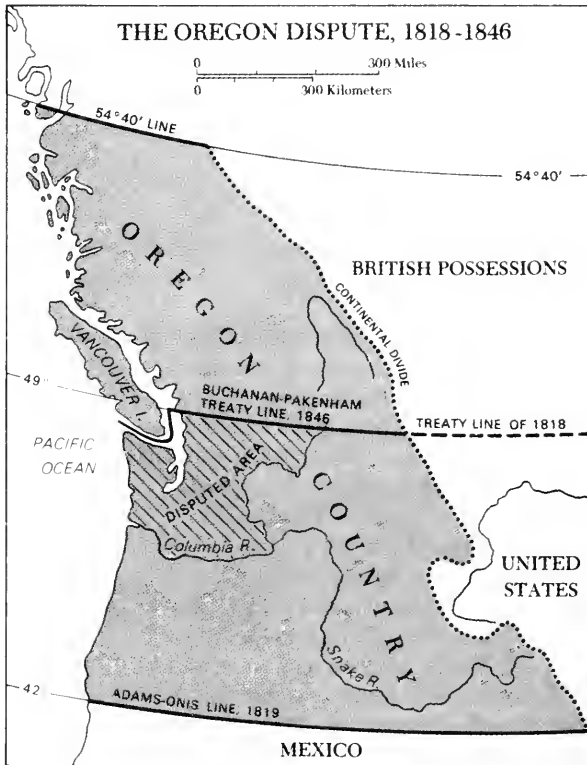 THE OREGON DISPUTE, 1818-1846
0 300 Miles
0 300 Kilometers
54°40' LINE
54°40'
OREGON
BRITISH POSSESSIONS
CONTINENTAL DIVIDE
VANCOUVER I.
49°
BUCHANAN-PAKENHAM
TREATY LINE, 1846
TREATY LINE OF 1818
PACIFIC
OCEAN
DISPUTED AREA
COUNTRY
Columbia R.
UNITED
STATES
Snake R.
42
ADAMS-ONIS LINE, 1819
MEXICO